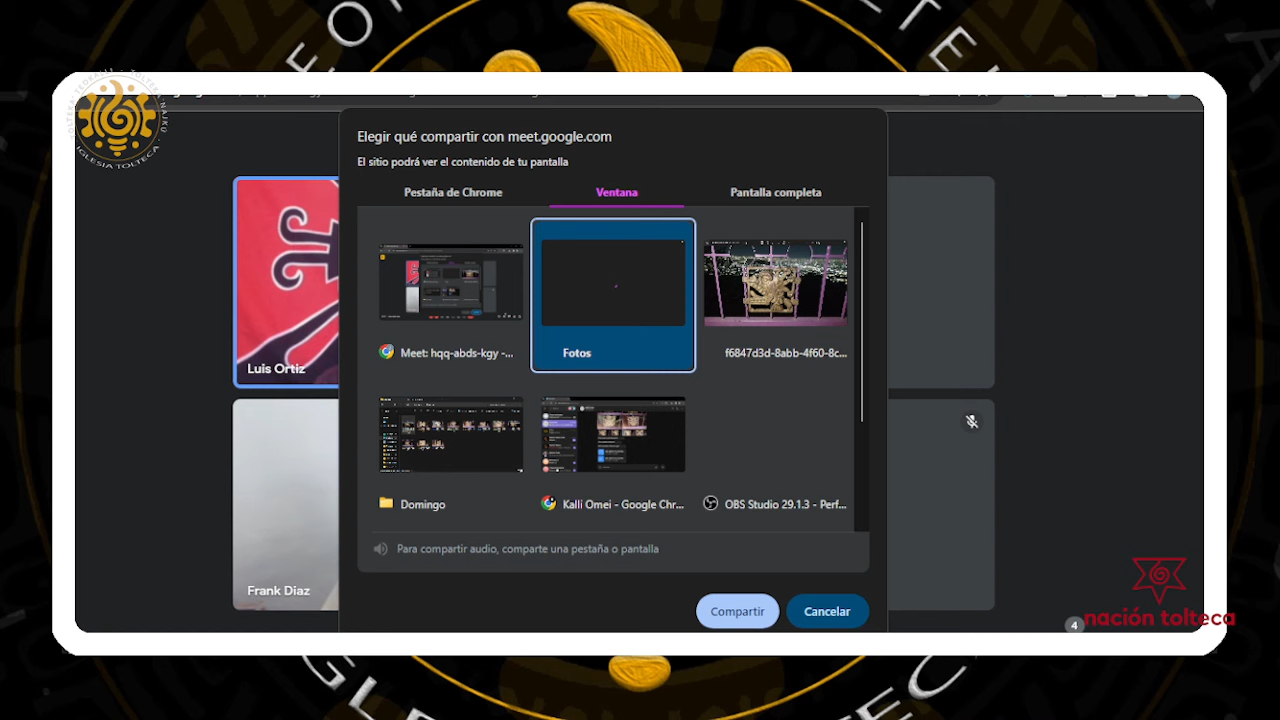 Elegir qué compartir con meet.google.com
El sitio podrá ver el contenido de tu pantalla
Pestaña de Chrome
Ventana
Pantalla completa
Meet: hqq-abds-kgy -...
Fotos
f6847d3d-8abb-4f60-8c...
Domingo
Kalli Omei - Google Chr...
OBS Studio 29.1.3 - Perf...
Para compartir audio, comparte una pestaña o pantalla
Compartir
Cancelar
Luis Ortiz
Frank Diaz
4
IGLESIA TOLTECA
nación tolteca